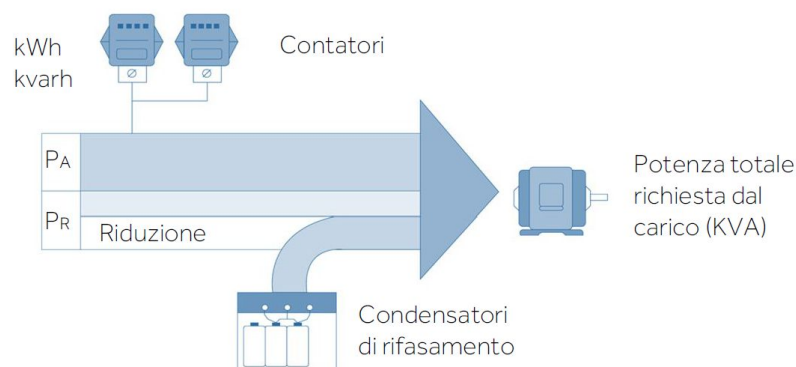 kWh
kvarh
Contatori
PA
PR
Riduzione
Potenza totale
richiesta dal
carico (KVA)
Condensatori
di rifasamento